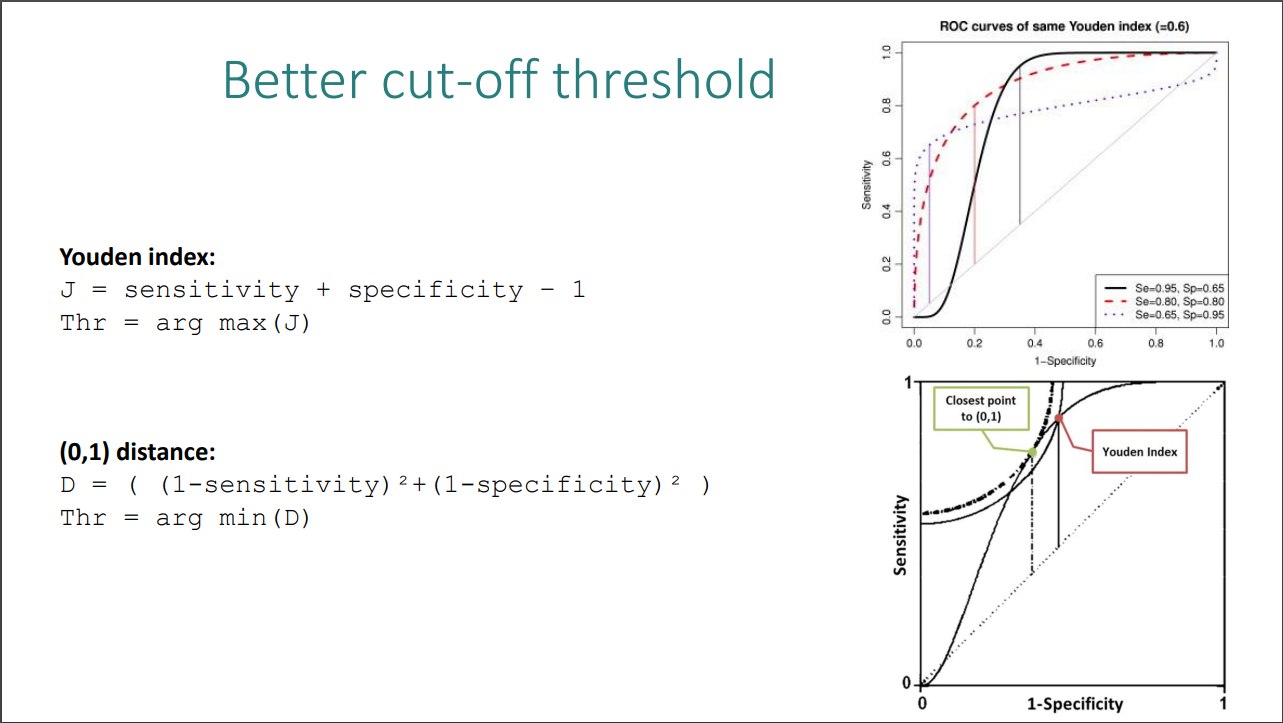 Better cut-off threshold
Youden index:
J = sensitivity + specificity – 1
Thr = arg max(J)
(0,1) distance:
D = ( (1-sensitivity)²+(1-specificity)² )
Thr = arg min(D)
ROC curves of same Youden index (=0.6)
Sensitivity
1.0
0.8
0.6
0.4
0.2
0.0
Se=0.95, Sp=0.65
Se=0.80, Sp=0.80
Se=0.65, Sp=0.95
0.0 0.2 0.4 0.6 0.8 1.0
1−Specificity
1
Closest point
to (0,1)
Youden Index
Sensitivity
0
0 1-Specificity 1